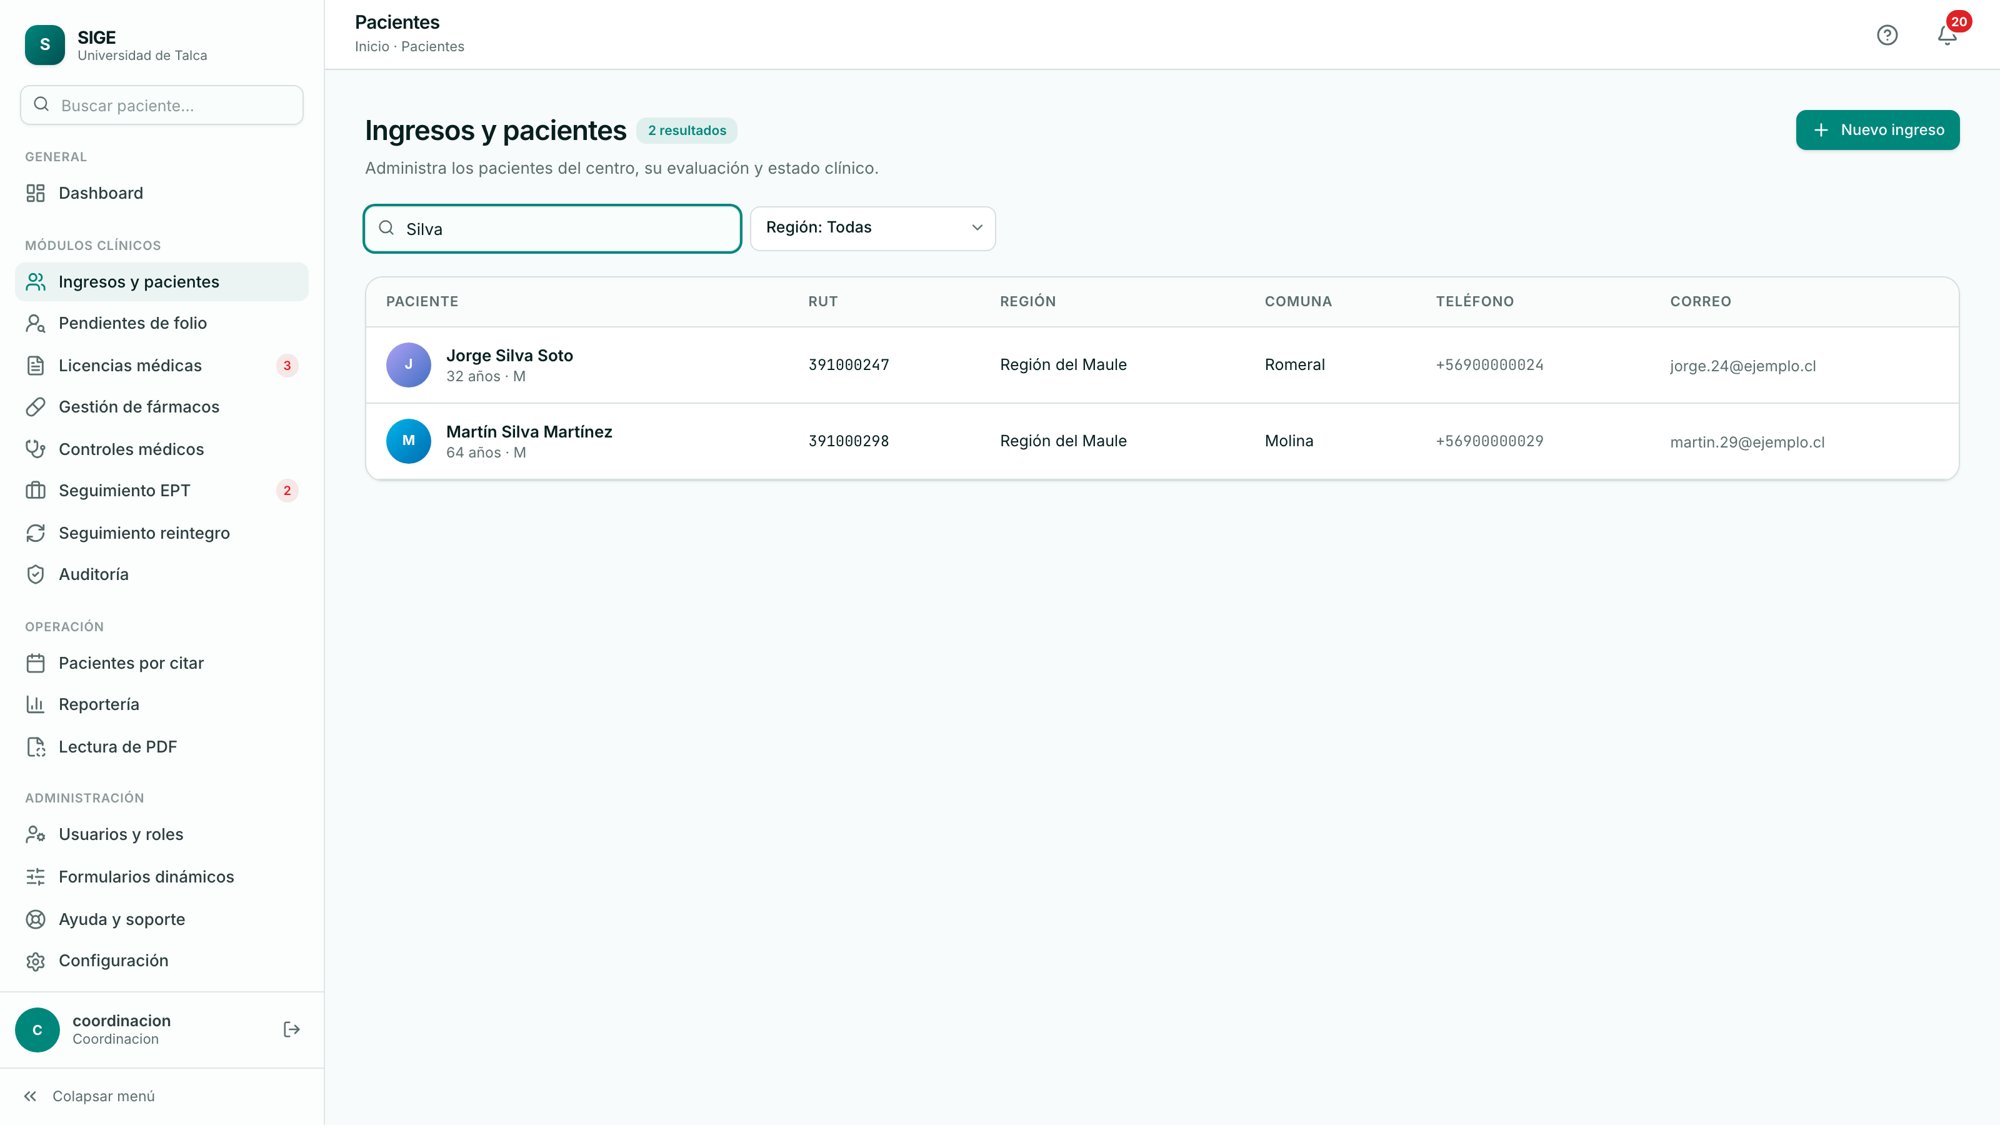 S
SIGE
Universidad de Talca
Buscar paciente...
GENERAL
Dashboard
MÓDULOS CLÍNICOS
Ingresos y pacientes
Pendientes de folio
Licencias médicas 3
Gestión de fármacos
Controles médicos
Seguimiento EPT 2
Seguimiento reintegro
Auditoría
OPERACIÓN
Pacientes por citar
Reportería
Lectura de PDF
ADMINISTRACIÓN
Usuarios y roles
Formularios dinámicos
Ayuda y soporte
Configuración
C
coordinacion
Coordinacion
Colapsar menú
Pacientes
Inicio · Pacientes
20
Ingresos y pacientes 2 resultados
Nuevo ingreso
Administra los pacientes del centro, su evaluación y estado clínico.
Silva
Región: Todas
PACIENTE RUT REGIÓN COMUNA TELÉFONO CORREO
J
Jorge Silva Soto
32 años · M
391000247 Región del Maule Romeral +56900000024 jorge.24@ejemplo.cl
M
Martín Silva Martínez
64 años · M
391000298 Región del Maule Molina +56900000029 martin.29@ejemplo.cl